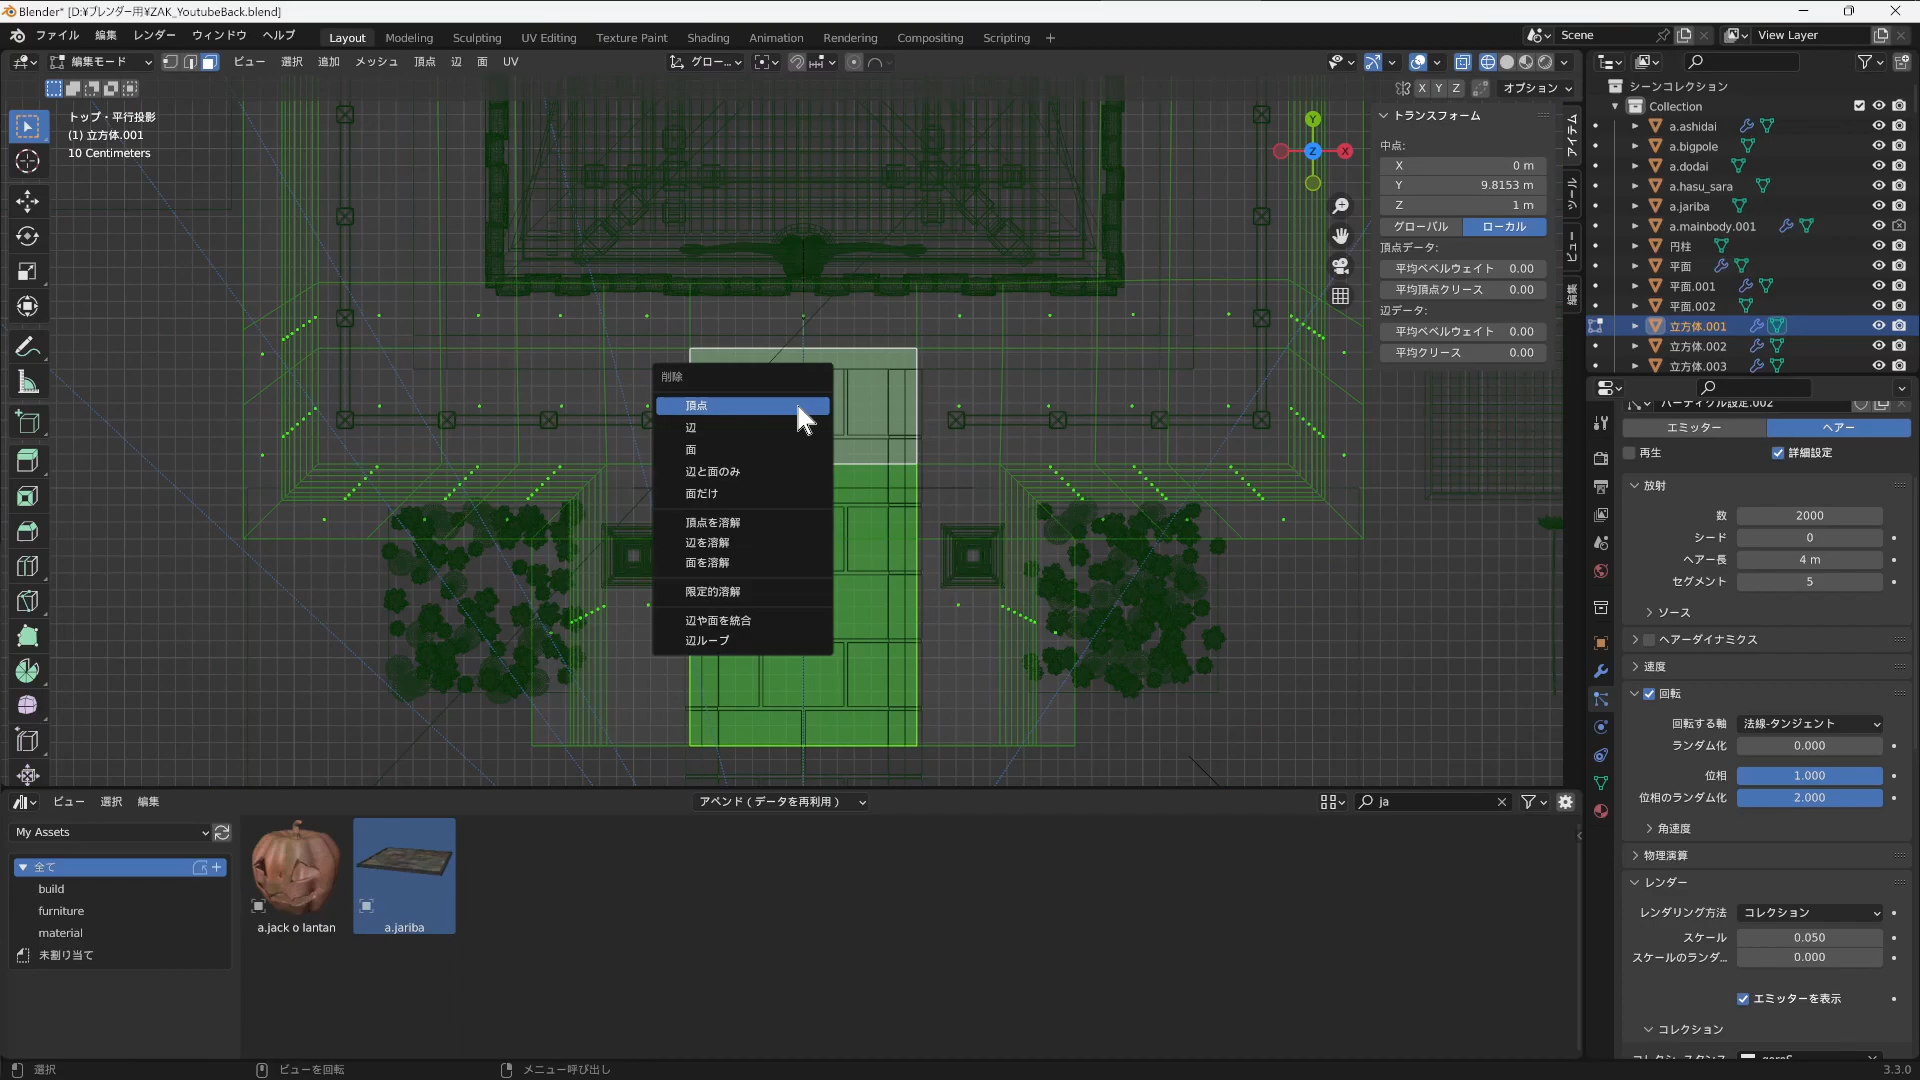 Blender* [D:¥ブレンダー用¥ZAK_YoutubeBack.blend]
ファイル 編集 レンダー ウィンドウ ヘルプ Layout Modeling Sculpting UV Editing Texture Paint Shading Animation Rendering Compositing Scripting + Scene View Layer
編集モード ビュー 選択 追加 メッシュ 頂点 辺 面 UV グロー...
X Y Z オプション
トップ・平行投影
(1) 立方体.001
10 Centimeters
Y
X
Z
トランスフォーム
中点:
X 0 m
Y 9.8153 m
Z 1 m
グローバル ローカル
頂点データ:
平均ベベルウェイト 0.00
平均頂点クリース 0.00
辺データ:
平均ベベルウェイト 0.00
平均クリース 0.00
アイテム
ツール
ビュー
編集
削除
頂点
辺
面
辺と面のみ
面だけ
頂点を溶解
辺を溶解
面を溶解
限定的溶解
辺や面を統合
辺ループ
シーンコレクション
Collection
a.ashidai
a.bigpole
a.dodai
a.hasu_sara
a.jariba
a.mainbody.001
円柱
平面
平面.001
平面.002
立方体.001
立方体.002
立方体.003
パーティクル設定.002
エミッター ヘアー
再生 詳細設定
放射
数 2000
シード 0
ヘアー長 4 m
セグメント 5
ソース
ヘアーダイナミクス
速度
回転
回転する軸 法線-タンジェント
ランダム化 0.000
位相 1.000
位相のランダム化 2.000
角速度
物理演算
レンダー
レンダリング方法 コレクション
スケール 0.050
スケールのランダ... 0.000
エミッターを表示
コレクション
ビュー 選択 編集 アペンド ( データを再利用 ) ja
My Assets
全て
build
furniture
material
未割り当て
a.jack o lantan
a.jariba
選択 ビューを回転 メニュー呼び出し 3.3.0